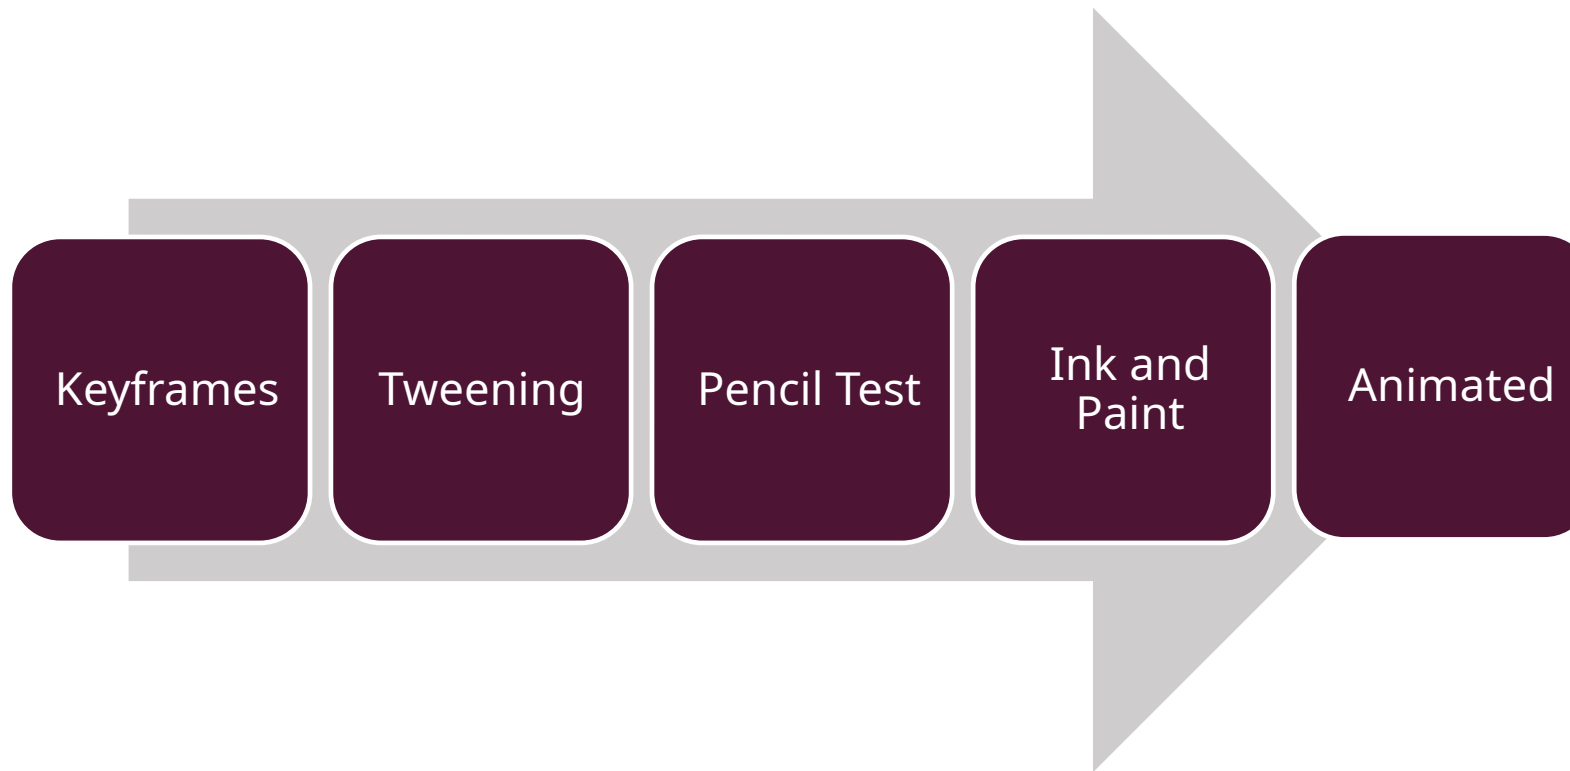 Keyframes
Tweening
Pencil Test
Ink and
Paint
Animated